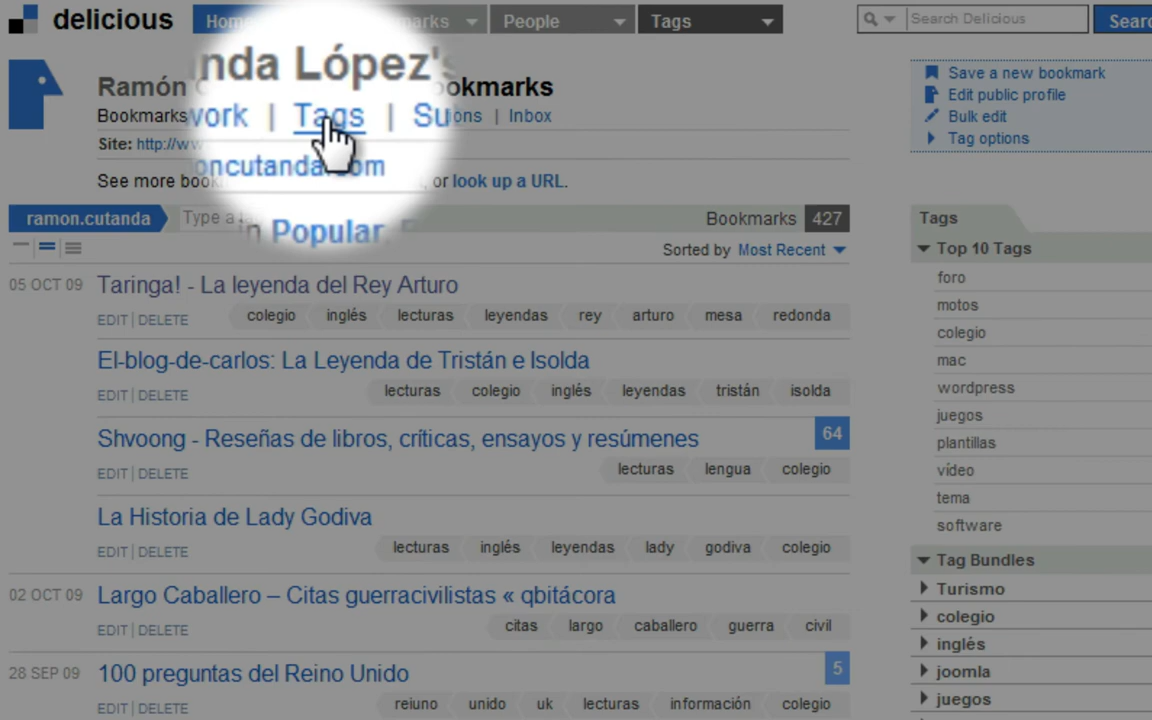 delicious
Home
People
Tags
Search Delicious
Ramón
nda López's
ookmarks
Bookmarks
work | Tags | Su
ons | Inbox
Site: http://ww
oncutanda.com
See more book
, or look up a URL.
ramon.cutanda
in Popular
Bookmarks 427
Sorted by Most Recent
05 OCT 09
Taringa! - La leyenda del Rey Arturo
EDIT | DELETE
colegio inglés lecturas leyendas rey arturo mesa redonda
El-blog-de-carlos: La Leyenda de Tristán e Isolda
EDIT | DELETE
lecturas colegio inglés leyendas tristán isolda
Shvoong - Reseñas de libros, críticas, ensayos y resúmenes
64
EDIT | DELETE
lecturas lengua colegio
La Historia de Lady Godiva
EDIT | DELETE
lecturas inglés leyendas lady godiva colegio
02 OCT 09
Largo Caballero – Citas guerracivilistas « qbitácora
EDIT | DELETE
citas largo caballero guerra civil
28 SEP 09
100 preguntas del Reino Unido
5
EDIT | DELETE
reiuno unido uk lecturas información colegio
Save a new bookmark
Edit public profile
Bulk edit
Tag options
Tags
Top 10 Tags
foro
motos
colegio
mac
wordpress
juegos
plantillas
vídeo
tema
software
Tag Bundles
Turismo
colegio
inglés
joomla
juegos